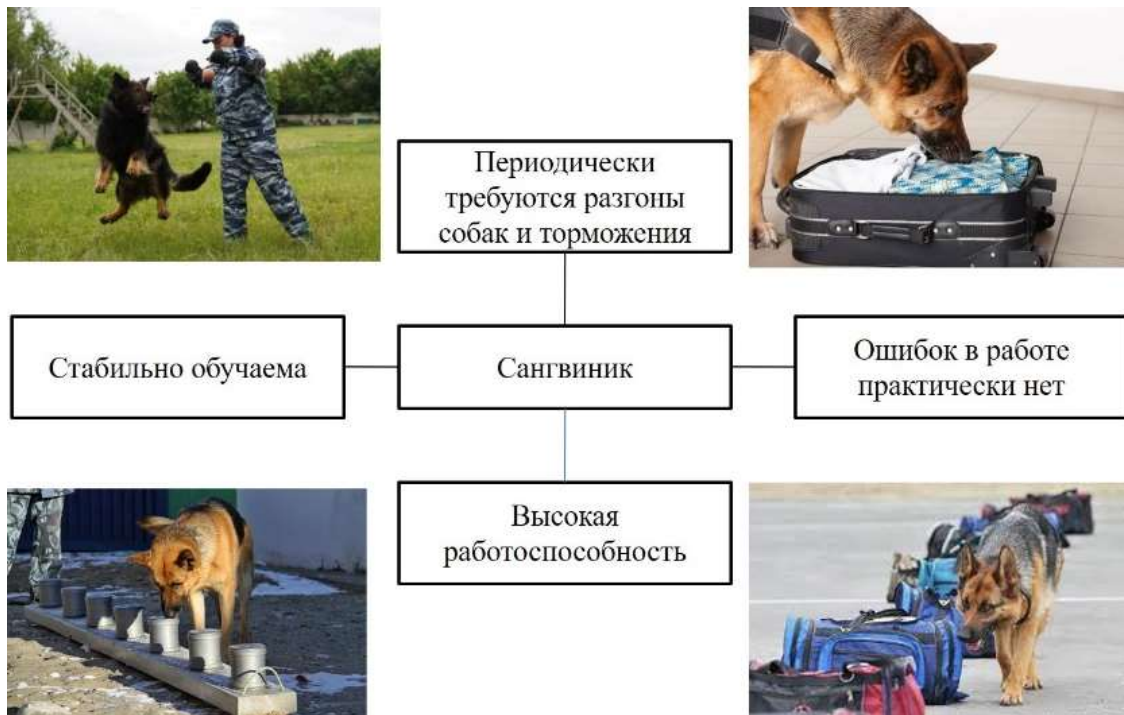 Периодически
требуются разгоны
собак и торможения
Стабильно обучаема
Сангвиник
Ошибок в работе
практически нет
Высокая
работоспособность